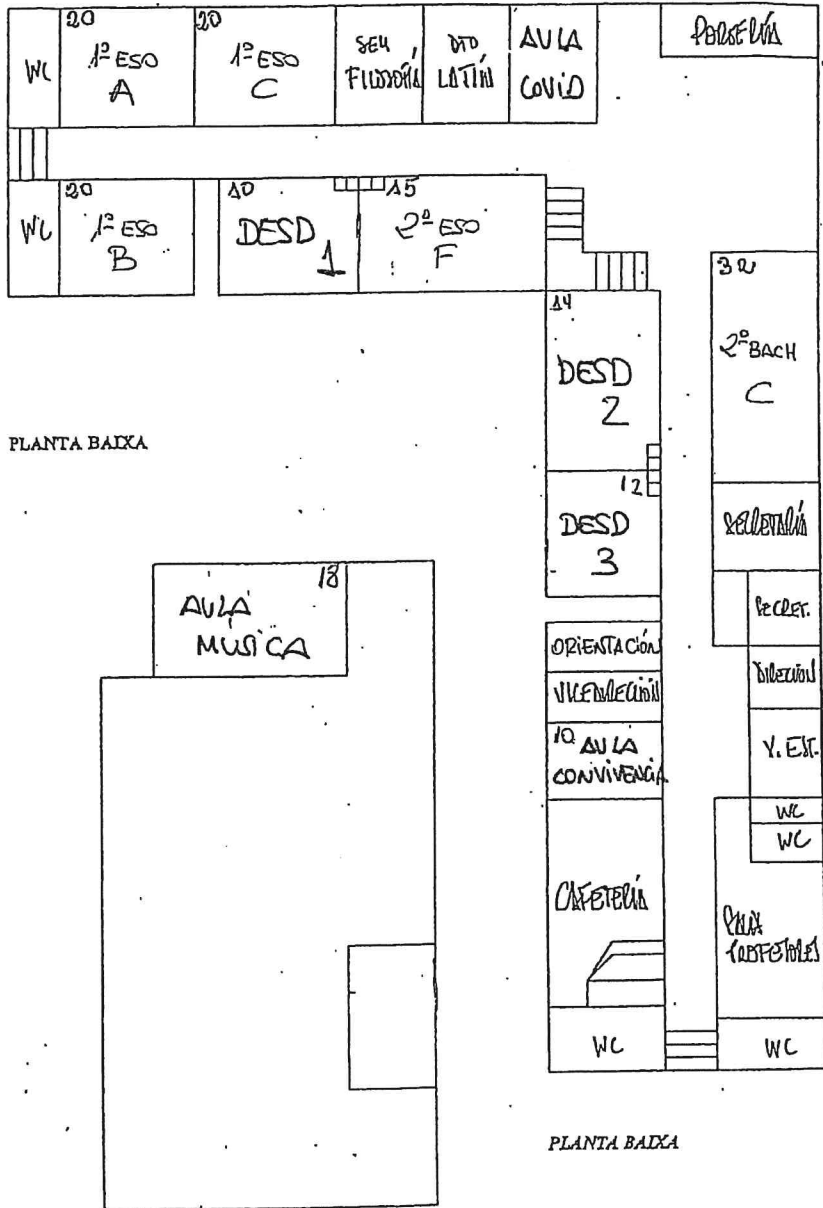 WC
20
1º ESO
A
20
1º ESO
C
SEM
FILOSOFÍA
DTO
LATÍN
AULA
COVID
PORSERÍA
WC
20
1º ESO
B
10
DESD
1
15
2º ESO
F
14
DESD
2
32
2º BACH
C
PLANTA BAIXA
12
DESD
3
SECRETARÍA
18
AULA
MÚSICA
SECRET.
ORIENTACIÓN
VICEDIRECCIÓN
DIRECCIÓN
10 AULA
CONVIVENCIA
WC
WC
CAFETERÍA
SALA
PROFESORES
WC
WC
PLANTA BAIXA